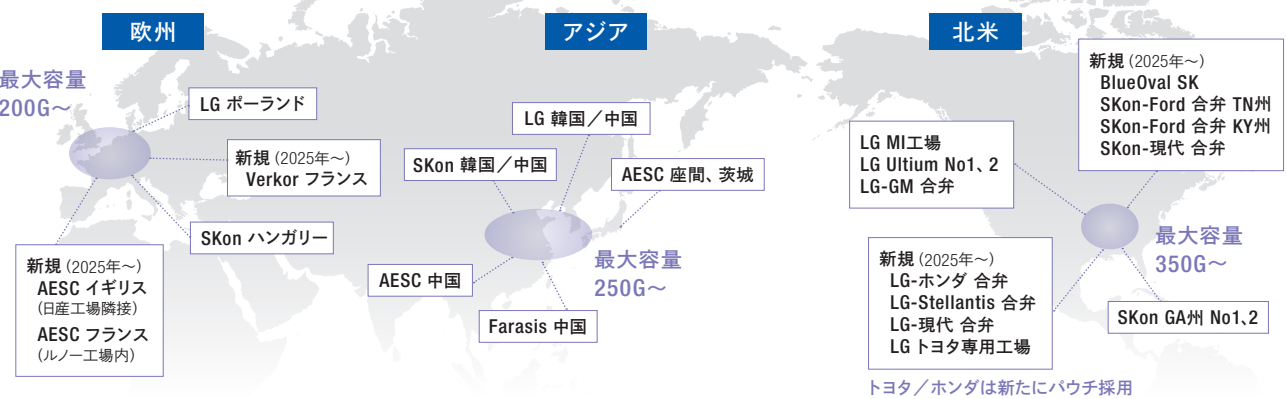 欧州
最大容量
200G～
LG ポーランド
新規 (2025年～)
Verkor フランス
SKon ハンガリー
新規 (2025年～)
AESC イギリス
(日産工場隣接)
AESC フランス
(ルノー工場内)
アジア
LG 韓国／中国
SKon 韓国／中国
AESC 座間、茨城
AESC 中国
Farasis 中国
最大容量
250G～
北米
新規 (2025年～)
BlueOval SK
SKon-Ford 合弁 TN州
SKon-Ford 合弁 KY州
SKon-現代 合弁
LG MI工場
LG Ultium No1、2
LG-GM 合弁
最大容量
350G～
新規 (2025年～)
LG-ホンダ 合弁
LG-Stellantis 合弁
LG-現代 合弁
LG トヨタ専用工場
SKon GA州 No1、2
トヨタ／ホンダは新たにパウチ採用